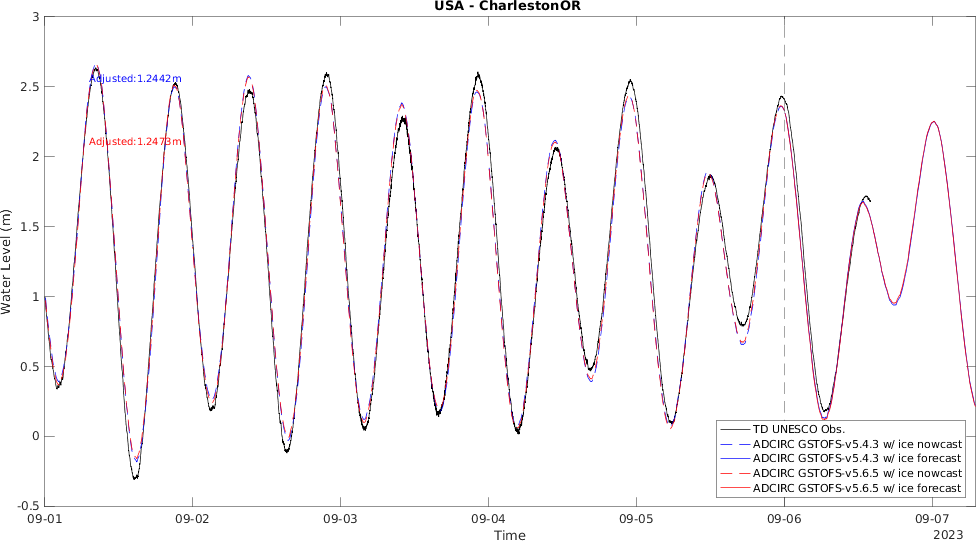 USA - CharlestonOR
3
2.5
2
1.5
1
0.5
0
-0.5
Water Level (m)
Adjusted:1.2442m
Adjusted:1.2473m
TD UNESCO Obs.
ADCIRC GSTOFS-v5.4.3 w/ ice nowcast
ADCIRC GSTOFS-v5.4.3 w/ ice forecast
ADCIRC GSTOFS-v5.6.5 w/ ice nowcast
ADCIRC GSTOFS-v5.6.5 w/ ice forecast
09-01 09-02 09-03 09-04 09-05 09-06 09-07
Time
2023